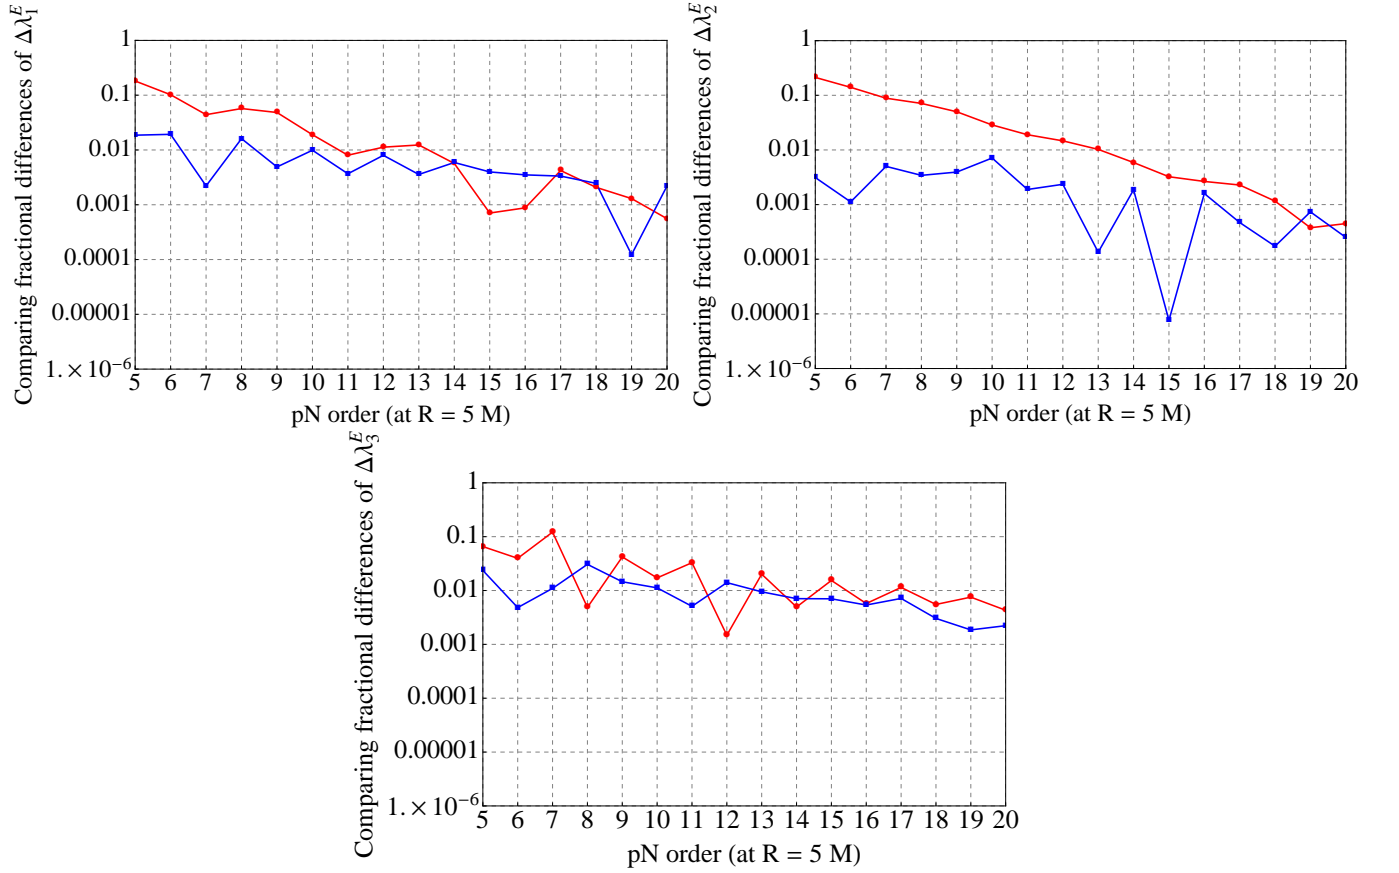 Comparing fractional differences of Δλ₁ᴱ
1
0.1
0.01
0.001
0.0001
0.00001
1.×10⁻⁶
5 6 7 8 9 10 11 12 13 14 15 16 17 18 19 20
pN order (at R = 5 M)
Comparing fractional differences of Δλ₂ᴱ
1
0.1
0.01
0.001
0.0001
0.00001
1.×10⁻⁶
5 6 7 8 9 10 11 12 13 14 15 16 17 18 19 20
pN order (at R = 5 M)
Comparing fractional differences of Δλ₃ᴱ
1
0.1
0.01
0.001
0.0001
0.00001
1.×10⁻⁶
5 6 7 8 9 10 11 12 13 14 15 16 17 18 19 20
pN order (at R = 5 M)